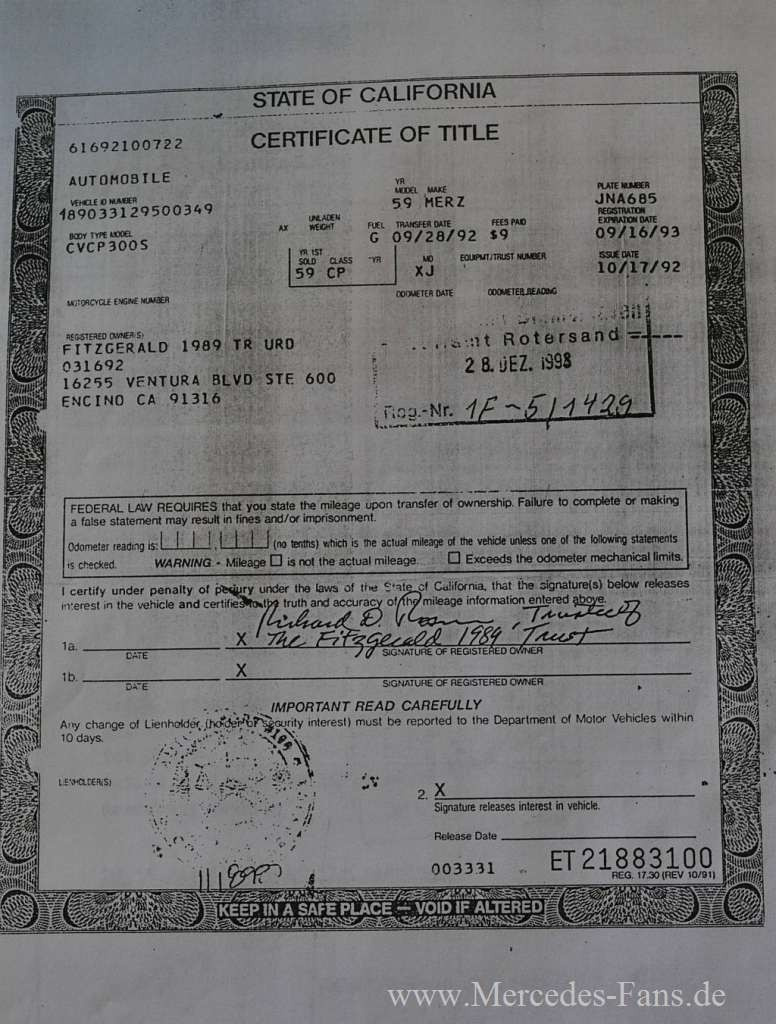 STATE OF CALIFORNIA
CERTIFICATE OF TITLE
61692100722
AUTOMOBILE
VEHICLE ID NUMBER
189033129500349
YR MODEL MAKE
59 MERZ
PLATE NUMBER
JNA685
BODY TYPE MODEL
CVCP300S
AX UNLADEN WEIGHT FUEL TRANSFER DATE FEES PAID REGISTRATION EXPIRATION DATE
G 09/28/92 $9 09/16/93
YR 1ST SOLD CLASS *YR MO EQUIPMT/TRUST NUMBER ISSUE DATE
59 CP XJ 10/17/92
MOTORCYCLE ENGINE NUMBER
ODOMETER DATE ODOMETER READING
REGISTERED OWNER(S)
FITZGERALD 1989 TR URD
031692
16255 VENTURA BLVD STE 600
ENCINO CA 91316
Rotersand
28. DEZ. 1998
Reg.-Nr. 1F-5/1429
FEDERAL LAW REQUIRES that you state the mileage upon transfer of ownership. Failure to complete or making
a false statement may result in fines and/or imprisonment.
Odometer reading is: (no tenths) which is the actual mileage of the vehicle unless one of the following statements
is checked. WARNING - Mileage ☐ is not the actual mileage. ☐ Exceeds the odometer mechanical limits.
I certify under penalty of perjury under the laws of the State of California, that the signature(s) below releases
interest in the vehicle and certifies to the truth and accuracy of the mileage information entered above.
Richard D. Trustee of
1a. X The Fitzgerald 1989 Trust
DATE SIGNATURE OF REGISTERED OWNER
1b. X
DATE SIGNATURE OF REGISTERED OWNER
IMPORTANT READ CAREFULLY
Any change of Lienholder (holder of security interest) must be reported to the Department of Motor Vehicles within
10 days.
LIENHOLDER(S)
2. X
Signature releases interest in vehicle.
Release Date
003331 ET 21883100
REG. 17.30 (REV 10/91)
KEEP IN A SAFE PLACE — VOID IF ALTERED
www.Mercedes-Fans.de